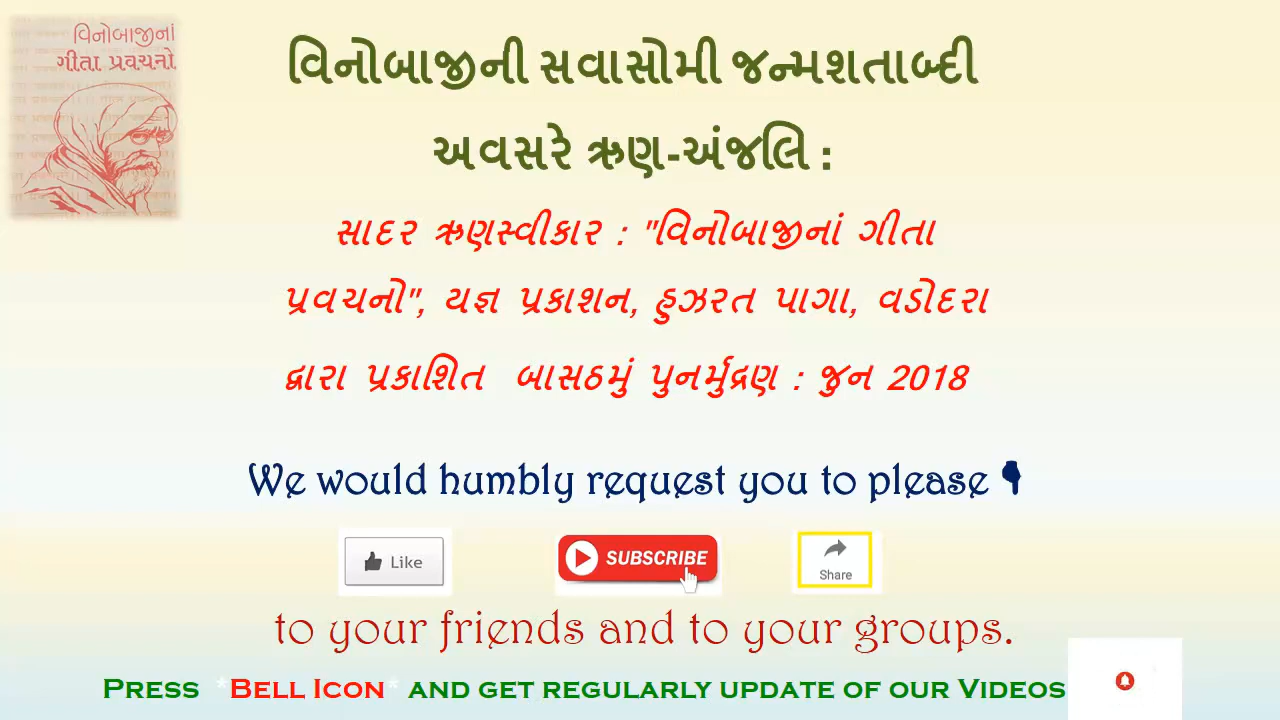 વિનોબાજીનાં
ગીતા પ્રવચનો
વિનોબાજીની સવાસોમી જન્મશતાબ્દી
અવસરે ઋણ-અંજલિ :
સાદર ઋણસ્વીકાર : "વિનોબાજીનાં ગીતા
પ્રવચનો", યજ્ઞ પ્રકાશન, હુઝરત પાગા, વડોદરા
દ્વારા પ્રકાશિત બાસઠમું પુનર્મુદ્રણ : જુન 2018
We would humbly request you to please 👇
Like
SUBSCRIBE
Share
to your friends and to your groups.
Press *Bell Icon* and get regularly update of our Videos